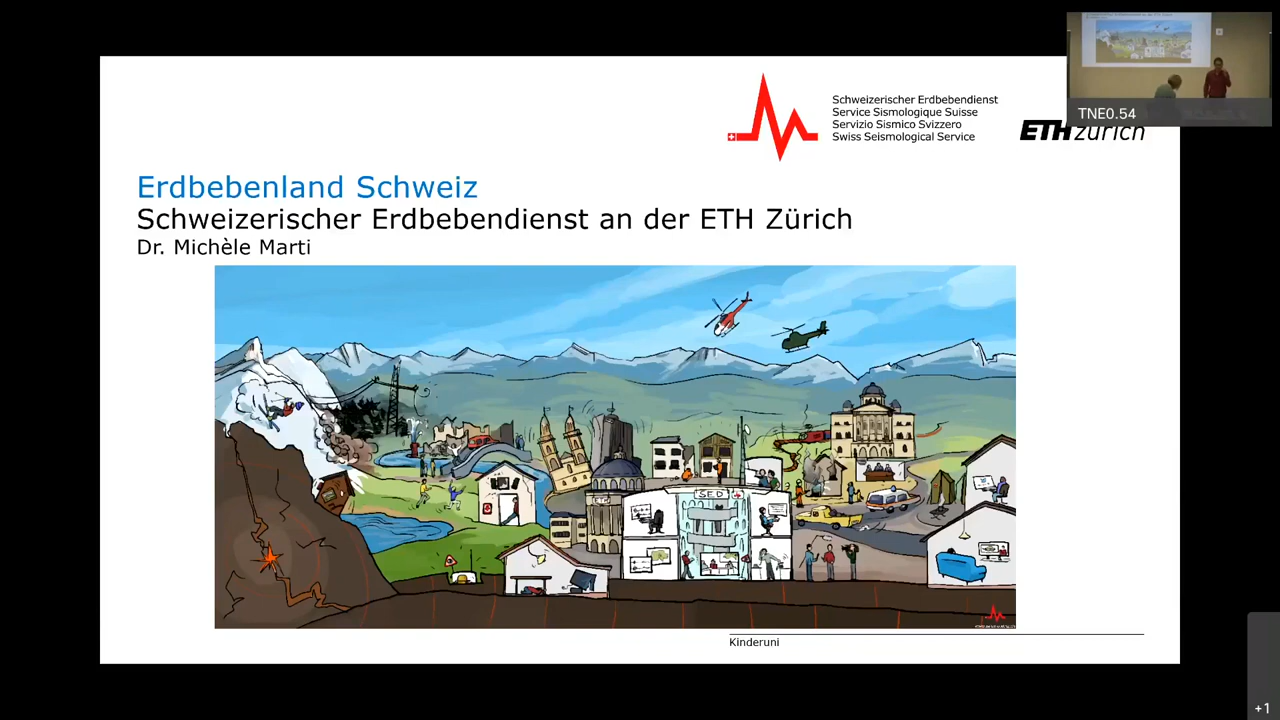 TNE0.54
Schweizerischer Erdbebendienst
Service Sismologique Suisse
Servizio Sismico Svizzero
Swiss Seismological Service
ETH zürich
Erdbebenland Schweiz
Schweizerischer Erdbebendienst an der ETH Zürich
Dr. Michèle Marti
SED
Kinderuni
+1